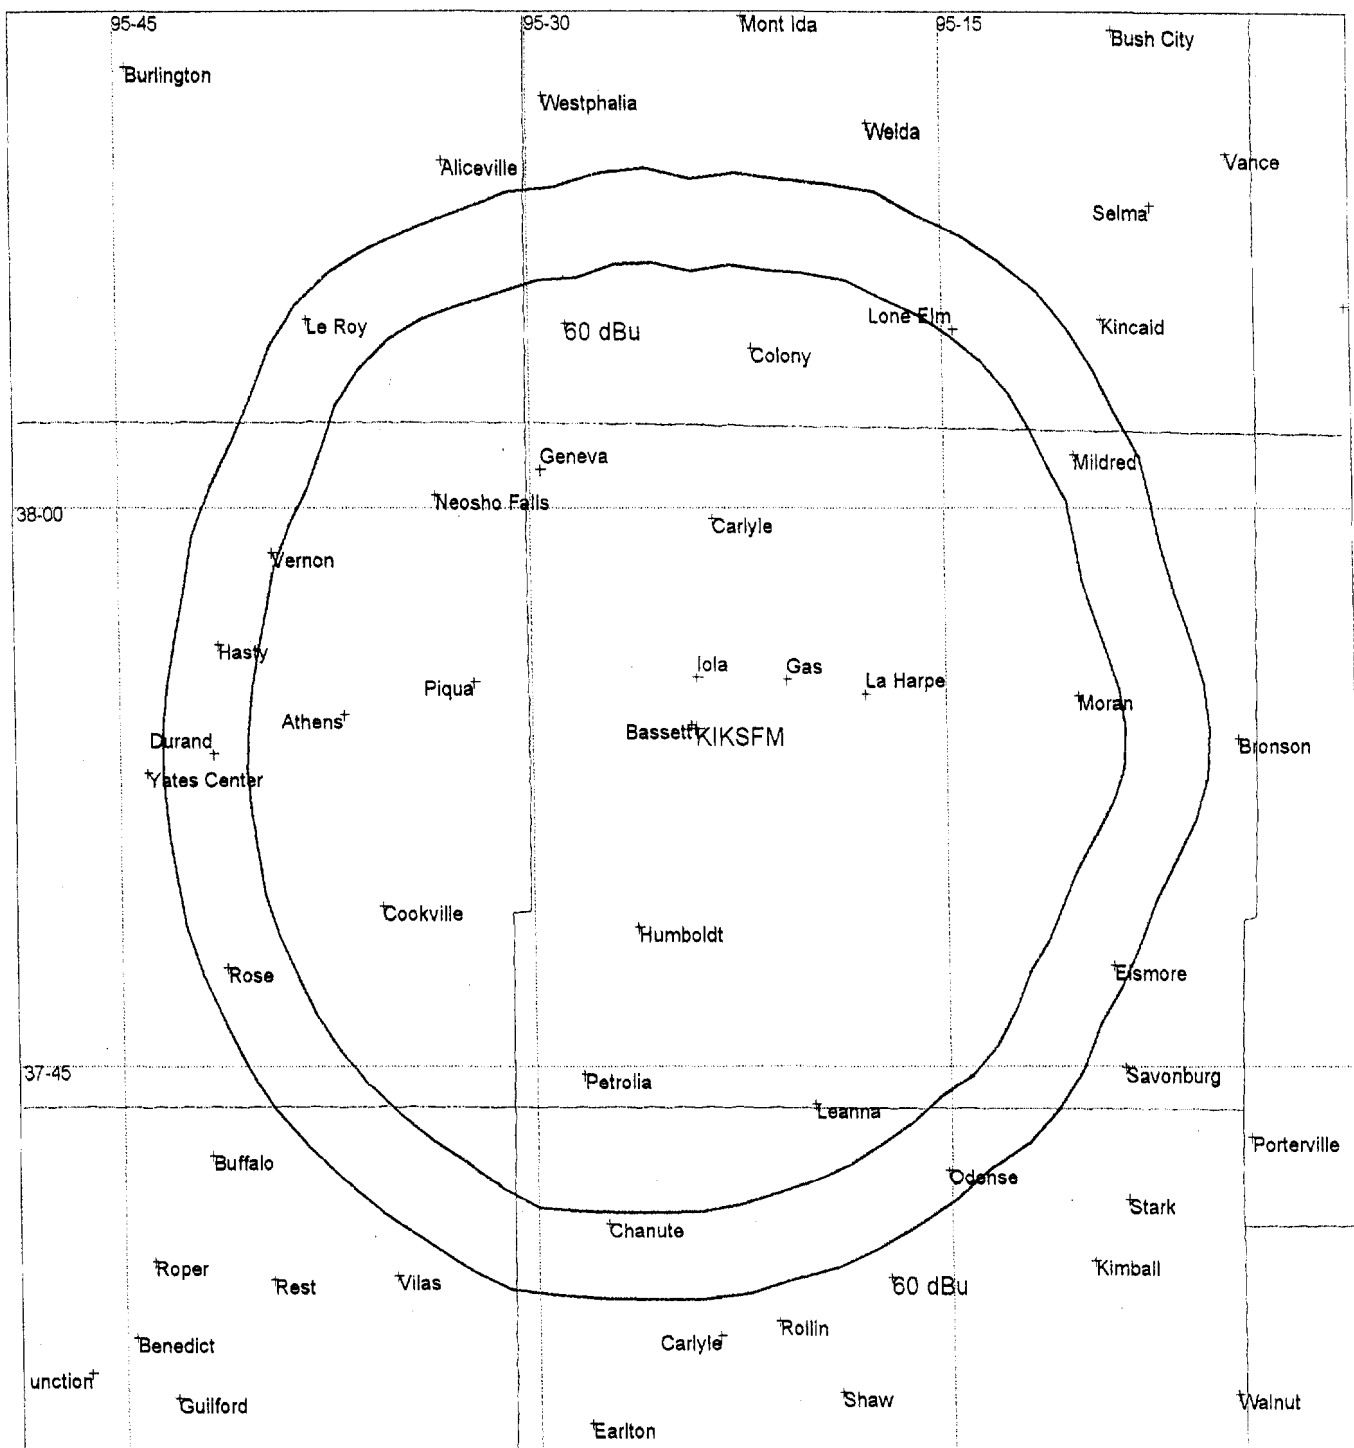 95-45
95-30
Mont Ida
95-15
Bush City
Burlington
Westphalia
Welda
Aliceville
Vance
Selma
Le Roy
60 dBu
Lone Elm
Kincaid
Colony
Geneva
Mildred
Neosho Falls
38-00
Carlyle
Vernon
Hasty
Iola
Gas
La Harpe
Piqua
Moran
Athens
Durand
Bassett
KIKSFM
Bronson
Yates Center
Cookville
Humboldt
Rose
Elsmore
37-45
Petrolia
Savonburg
Leanna
Porterville
Buffalo
Odense
Stark
Chanute
Roper
Rest
Vilas
60 dBu
Kimball
Rollin
Benedict
Carlyle
unction
Guilford
Shaw
Walnut
Earlton